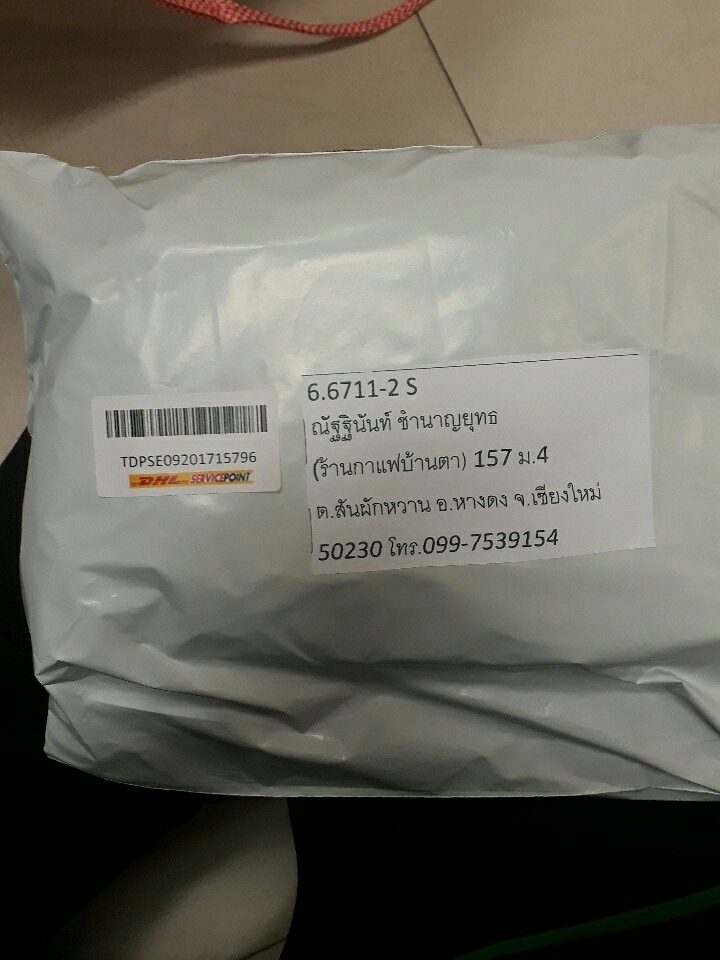 6.6711-2 S
ณัฐฐินันท์ ชำนาญยุทธ
(ร้านกาแฟบ้านตา) 157 ม.4
ต.สันผักหวาน อ.หางดง จ.เชียงใหม่
50230 โทร.099-7539154
TDPSE09201715796
DHL SERVICEPOINT